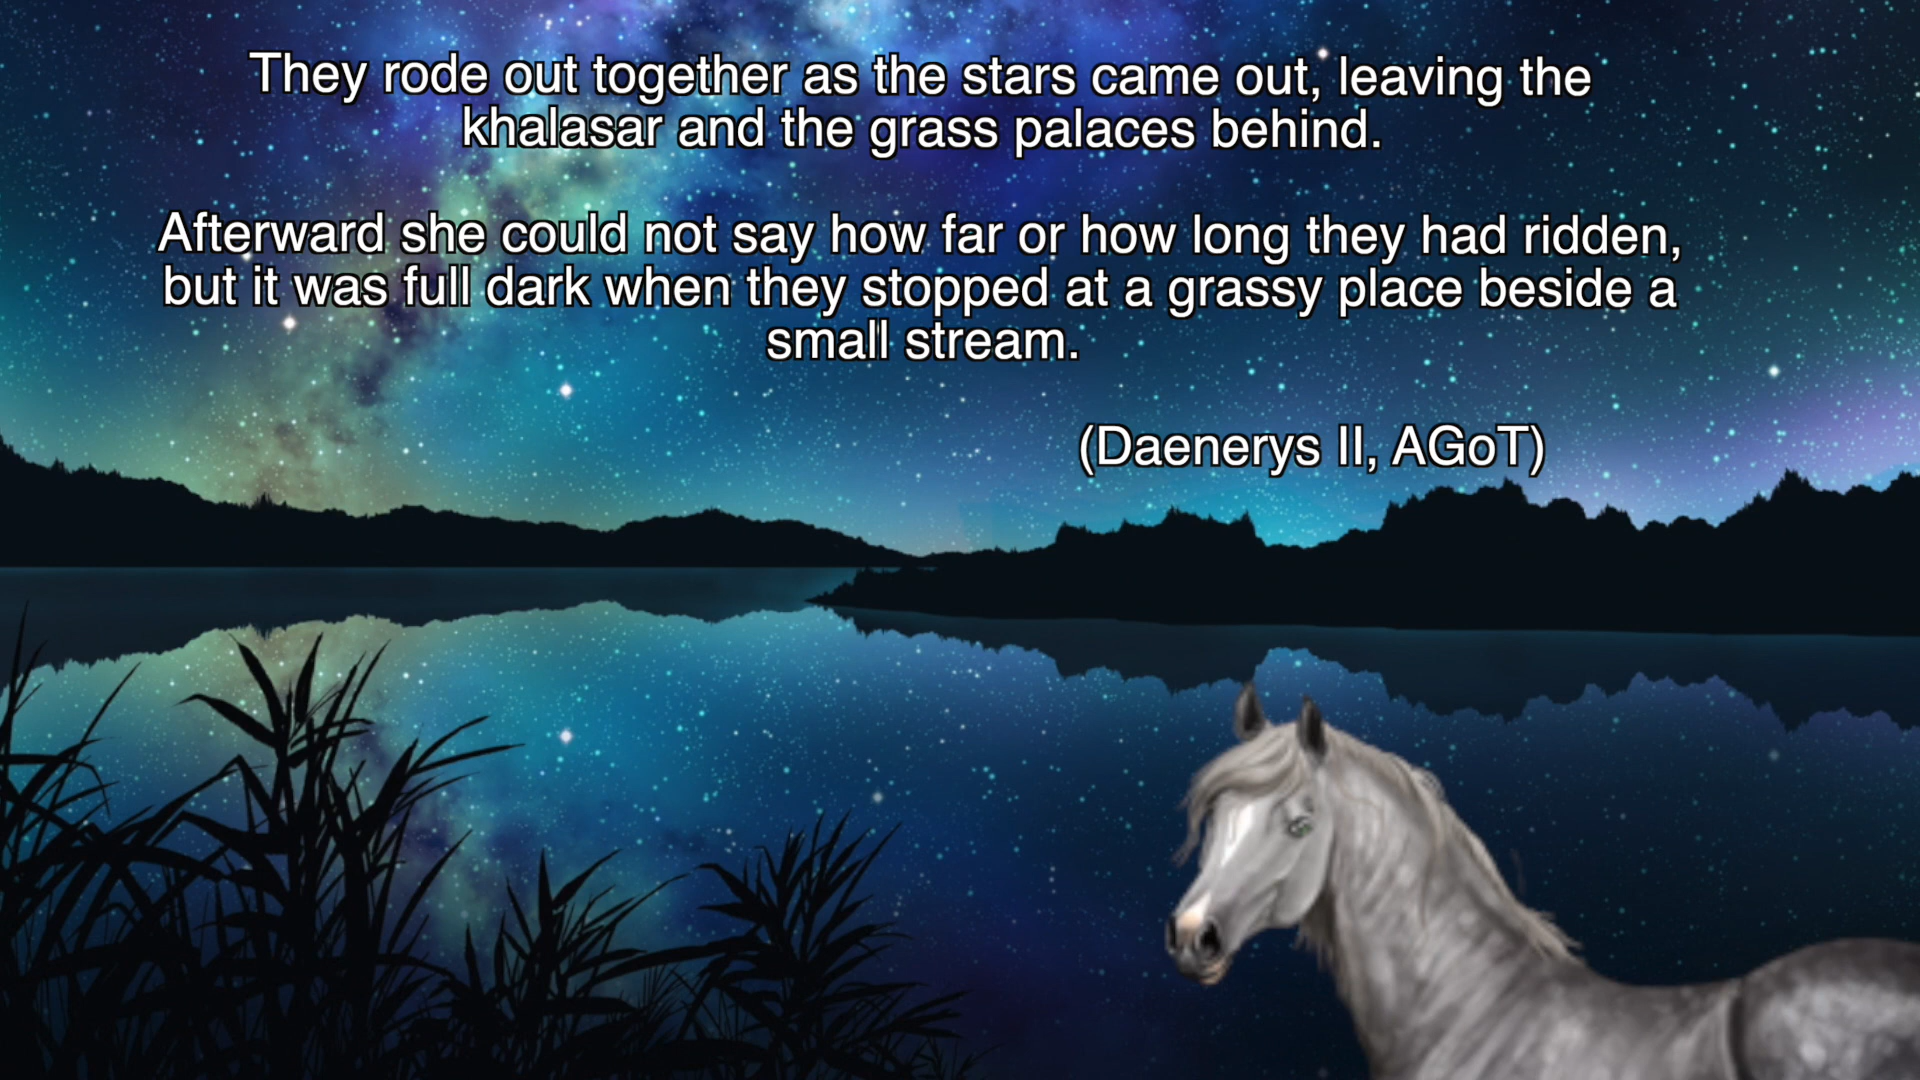 They rode out together as the stars came out, leaving the
khalasar and the grass palaces behind.
Afterward she could not say how far or how long they had ridden,
but it was full dark when they stopped at a grassy place beside a
small stream.
(Daenerys II, AGoT)